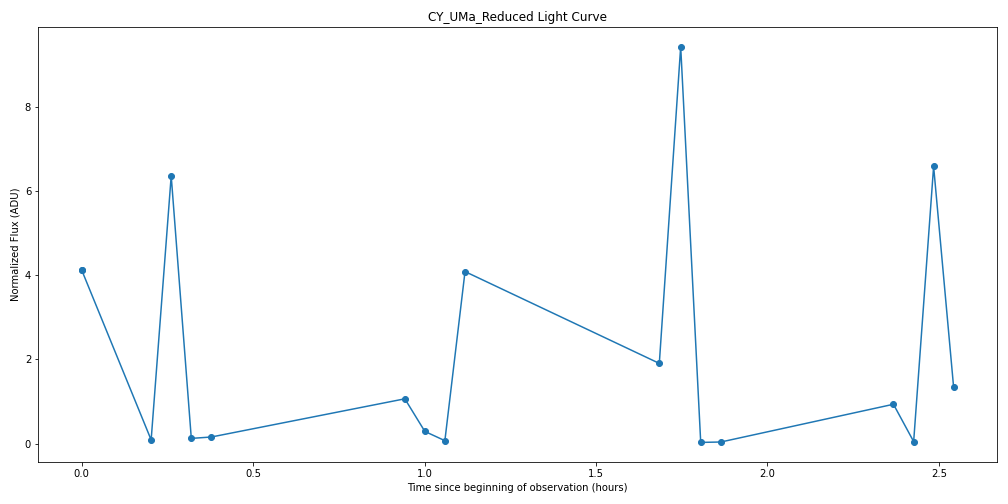 CY_UMa_Reduced Light Curve
Normalized Flux (ADU)
8
6
4
2
0
0.0 0.5 1.0 1.5 2.0 2.5
Time since beginning of observation (hours)